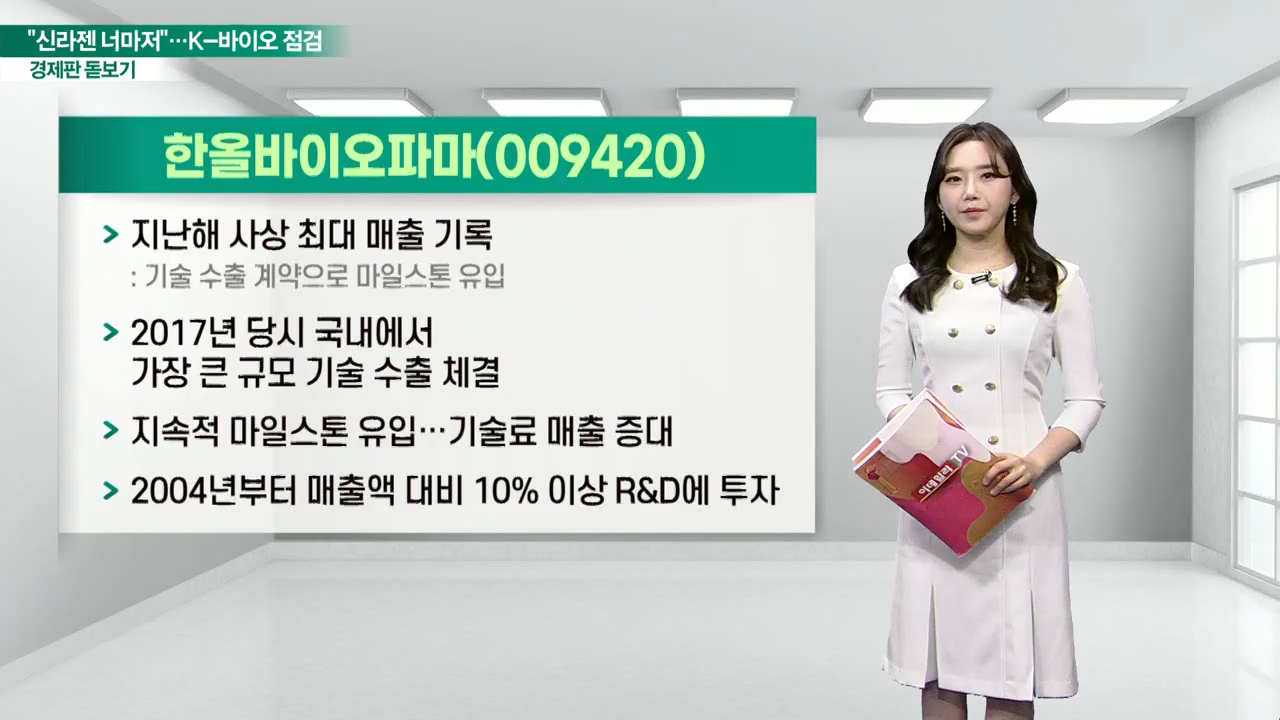 "신라젠 너마저"…K-바이오 점검
경제판 돋보기
한올바이오파마(009420)
> 지난해 사상 최대 매출 기록
: 기술 수출 계약으로 마일스톤 유입
> 2017년 당시 국내에서
가장 큰 규모 기술 수출 체결
> 지속적 마일스톤 유입…기술료 매출 증대
> 2004년부터 매출액 대비 10% 이상 R&D에 투자
이데일리 TV